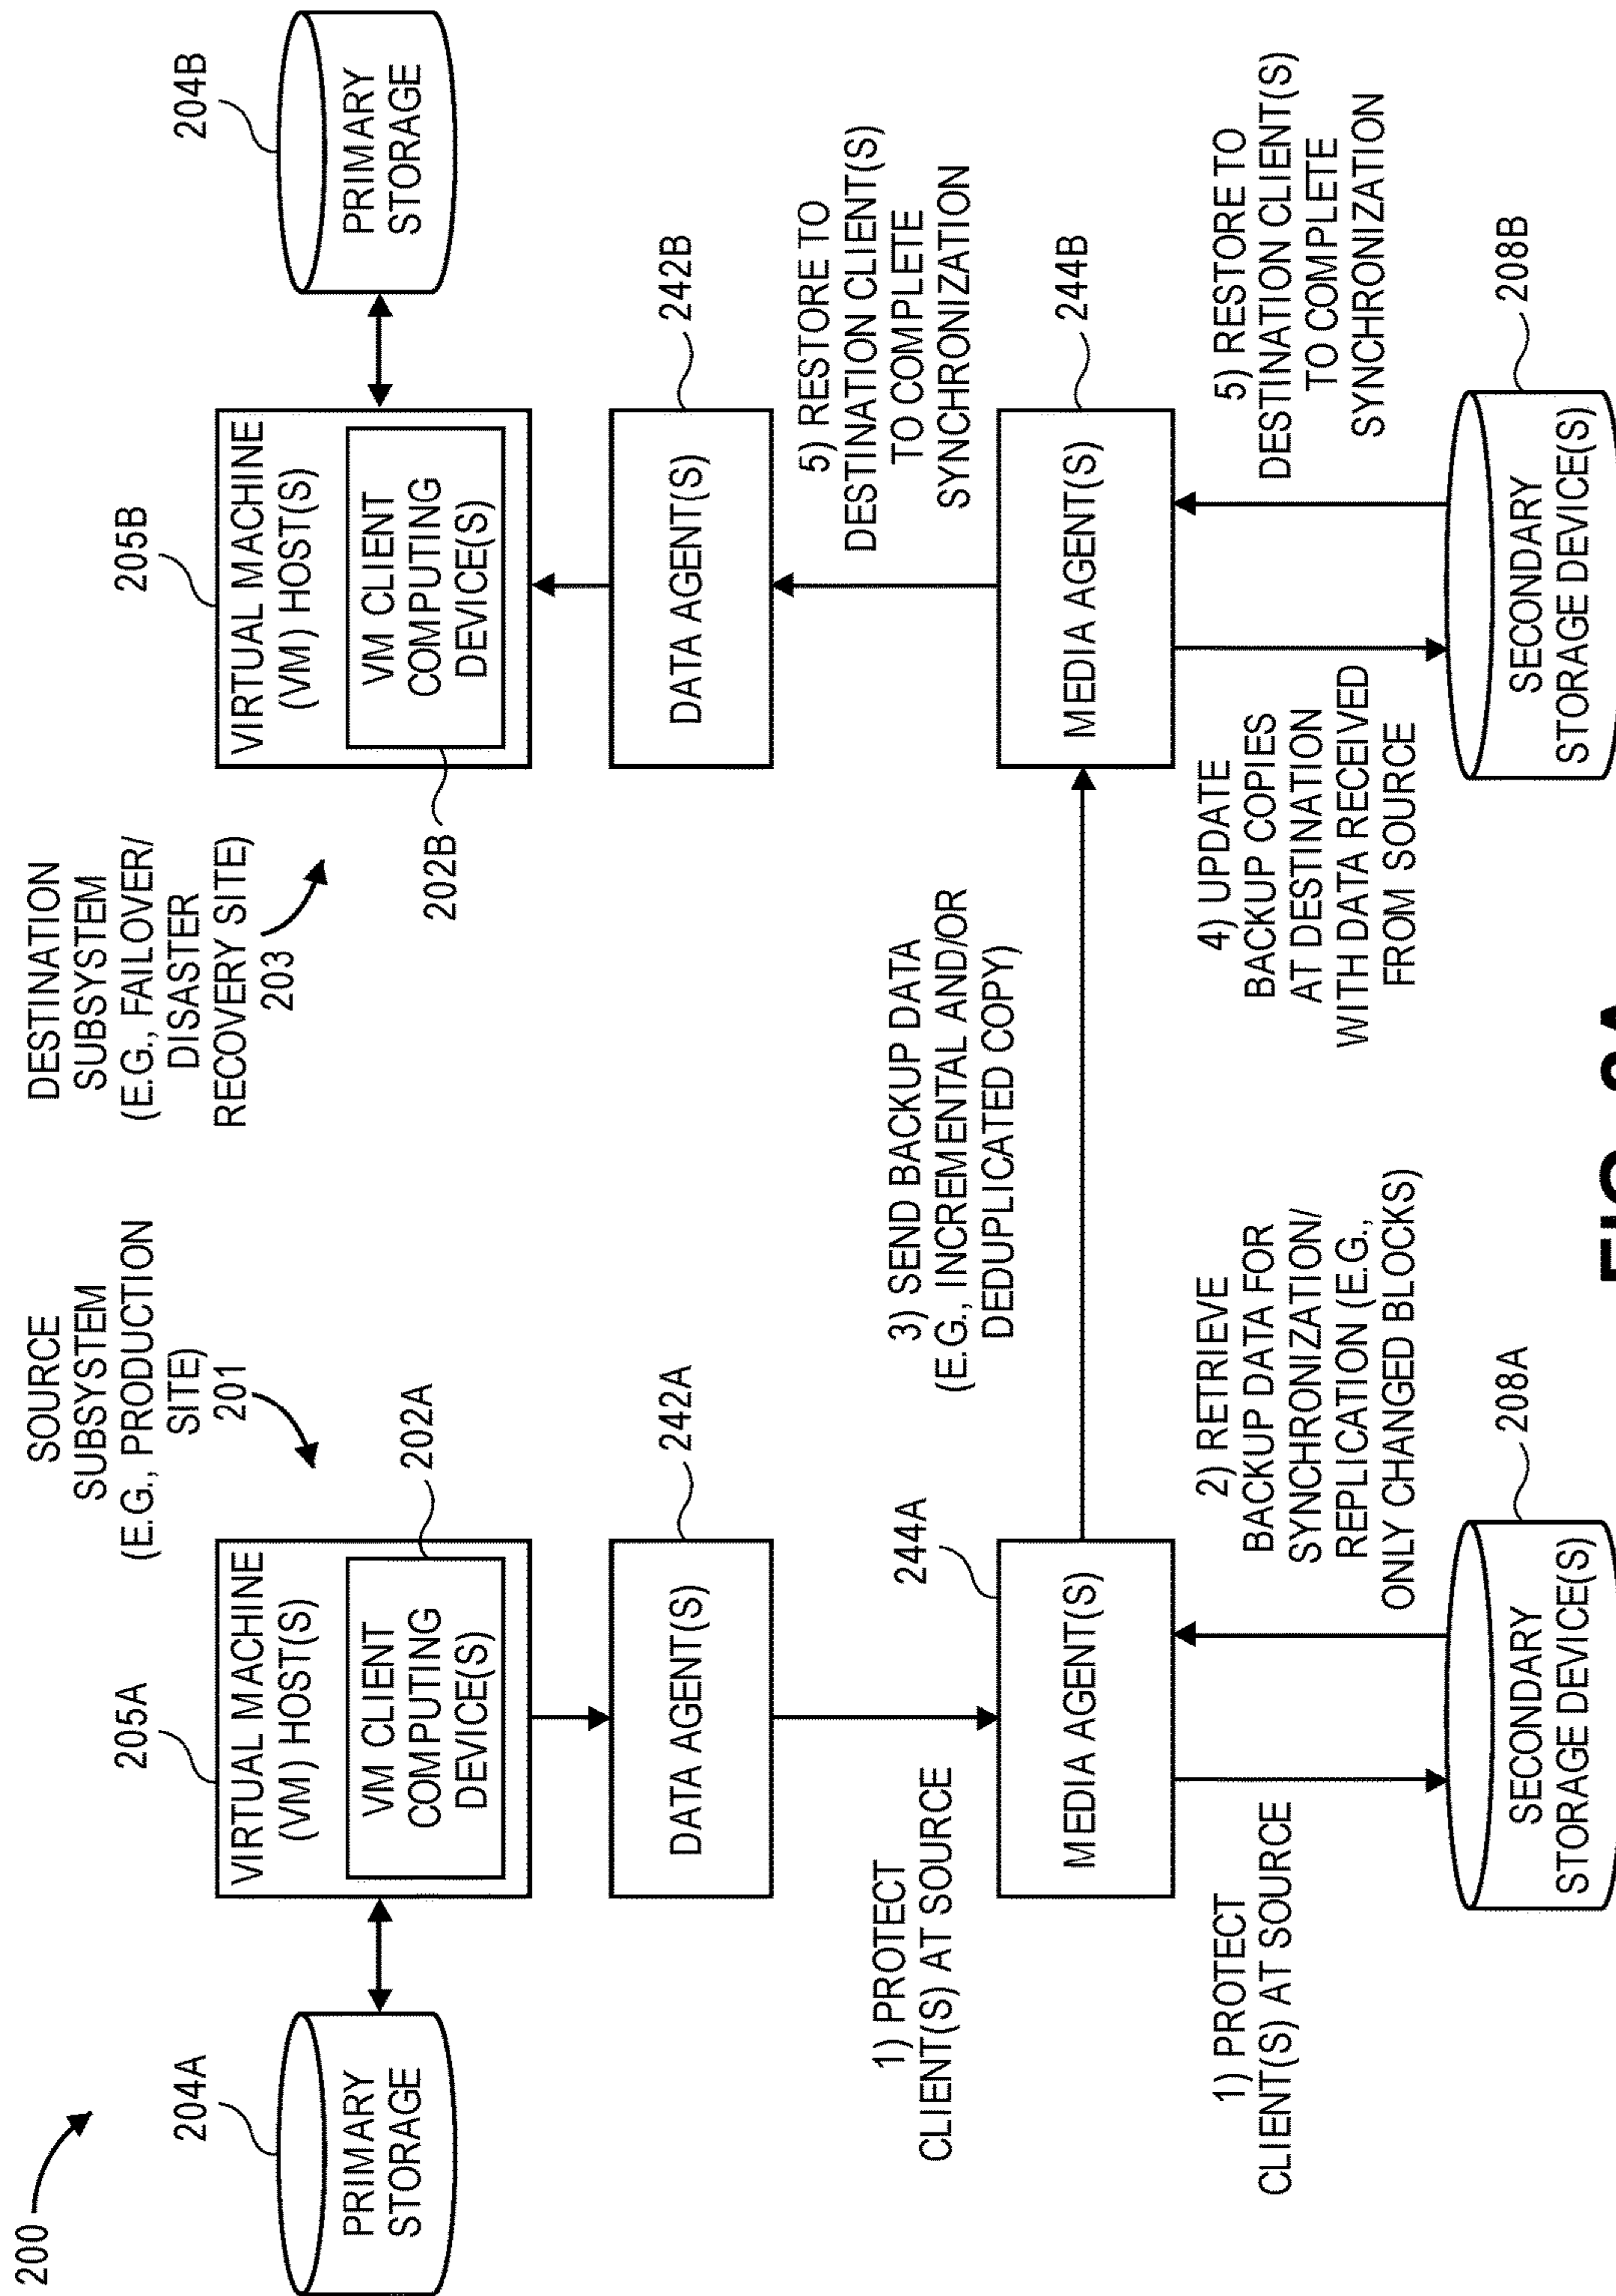 200
SOURCE
SUBSYSTEM
(E.G., PRODUCTION
SITE)
201
DESTINATION
SUBSYSTEM
(E.G., FAILOVER/
DISASTER
RECOVERY SITE)
203
204A
PRIMARY
STORAGE
205A
VIRTUAL MACHINE
(VM) HOST(S)
VM CLIENT
COMPUTING
DEVICE(S)
202A
205B
VIRTUAL MACHINE
(VM) HOST(S)
VM CLIENT
COMPUTING
DEVICE(S)
202B
204B
PRIMARY
STORAGE
DATA AGENT(S)
242A
DATA AGENT(S)
242B
1) PROTECT
CLIENT(S) AT SOURCE
3) SEND BACKUP DATA
(E.G., INCREMENTAL AND/OR
DEDUPLICATED COPY)
5) RESTORE TO
DESTINATION CLIENT(S)
TO COMPLETE
SYNCHRONIZATION
244A
MEDIA AGENT(S)
MEDIA AGENT(S)
244B
1) PROTECT
CLIENT(S) AT SOURCE
2) RETRIEVE
BACKUP DATA FOR
SYNCHRONIZATION/
REPLICATION (E.G.,
ONLY CHANGED BLOCKS)
4) UPDATE
BACKUP COPIES
AT DESTINATION
WITH DATA RECEIVED
FROM SOURCE
5) RESTORE TO
DESTINATION CLIENT(S)
TO COMPLETE
SYNCHRONIZATION
SECONDARY
STORAGE DEVICE(S)
208A
SECONDARY
STORAGE DEVICE(S)
208B